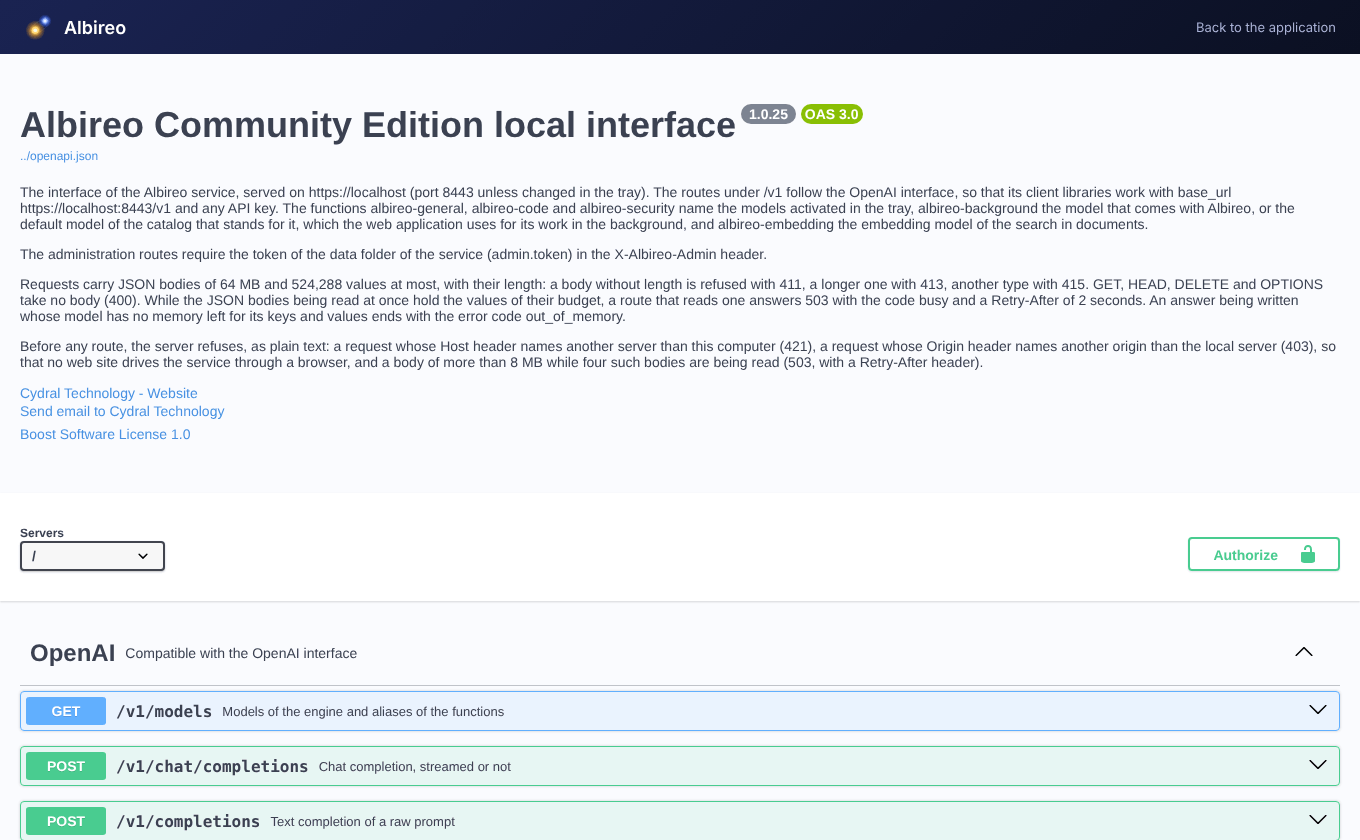 Albireo
Back to the application
Albireo Community Edition local interface 1.0.25 OAS 3.0
../openapi.json
The interface of the Albireo service, served on https://localhost (port 8443 unless changed in the tray). The routes under /v1 follow the OpenAI interface, so that its client libraries work with base_url
https://localhost:8443/v1 and any API key. The functions albireo-general, albireo-code and albireo-security name the models activated in the tray, albireo-background the model that comes with Albireo, or the
default model of the catalog that stands for it, which the web application uses for its work in the background, and albireo-embedding the embedding model of the search in documents.
The administration routes require the token of the data folder of the service (admin.token) in the X-Albireo-Admin header.
Requests carry JSON bodies of 64 MB and 524,288 values at most, with their length: a body without length is refused with 411, a longer one with 413, another type with 415. GET, HEAD, DELETE and OPTIONS
take no body (400). While the JSON bodies being read at once hold the values of their budget, a route that reads one answers 503 with the code busy and a Retry-After of 2 seconds. An answer being written
whose model has no memory left for its keys and values ends with the error code out_of_memory.
Before any route, the server refuses, as plain text: a request whose Host header names another server than this computer (421), a request whose Origin header names another origin than the local server (403), so
that no web site drives the service through a browser, and a body of more than 8 MB while four such bodies are being read (503, with a Retry-After header).
Cydral Technology - Website
Send email to Cydral Technology
Boost Software License 1.0
Servers
/
Authorize
OpenAI Compatible with the OpenAI interface
GET /v1/models Models of the engine and aliases of the functions
POST /v1/chat/completions Chat completion, streamed or not
POST /v1/completions Text completion of a raw prompt